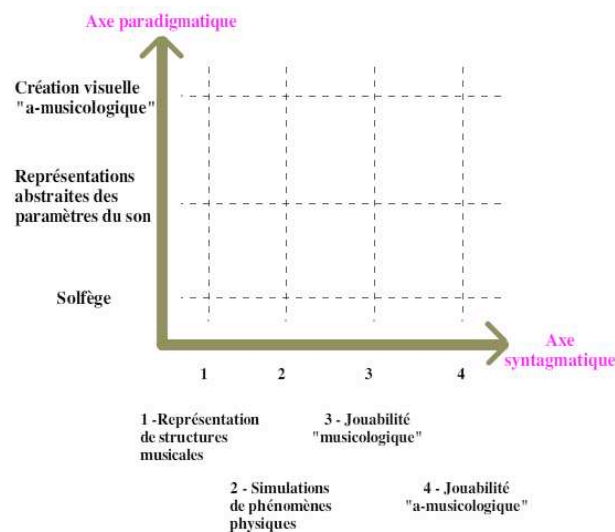 Axe paradigmatique
Création visuelle
"a-musicologique"
Représentations
abstraites des
paramètres du son
Solfège
Axe
syntagmatique
1 2 3 4
1 -Représentation
de structures
musicales
3 - Jouabilité
"musicologique"
2 - Simulations
de phénomènes
physiques
4 - Jouabilité
"a-musicologique"